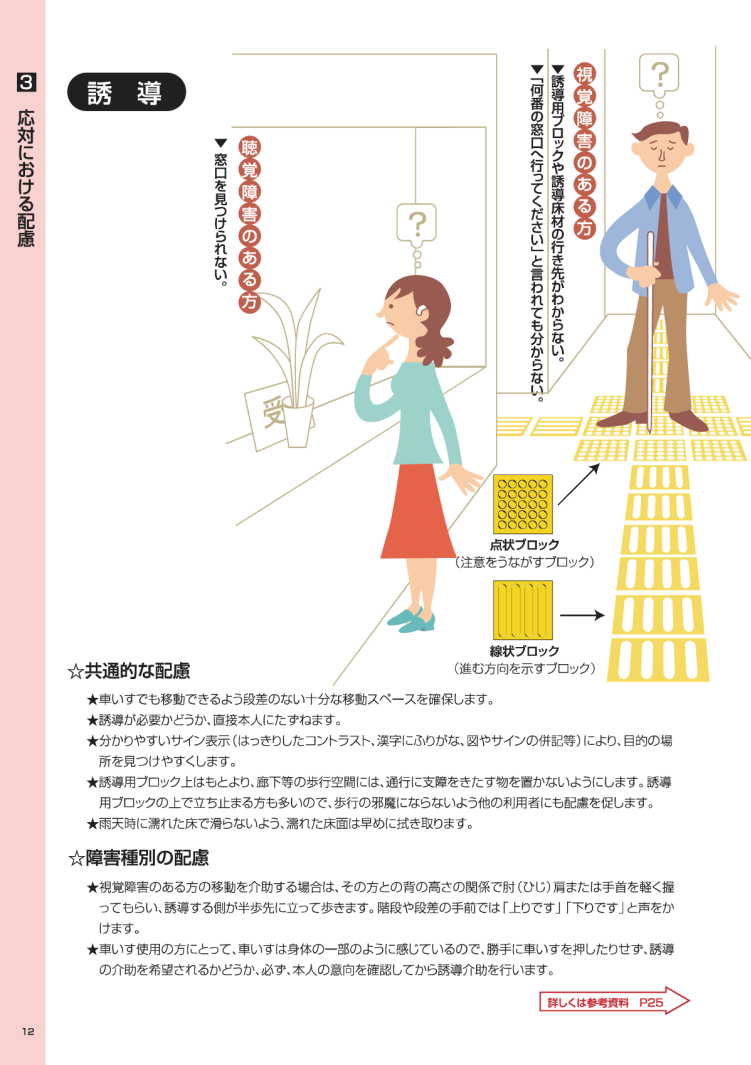 3 応対における配慮
誘 導
視覚障害のある方
▼誘導用ブロックや誘導床材の行き先がわからない。
▼「何番の窓口へ行ってください」と言われても分からない。
?
聴覚障害のある方
▼窓口を見つけられない。
?
受
点状ブロック
（注意をうながすブロック）
線状ブロック
（進む方向を示すブロック）
☆共通的な配慮
★車いすでも移動できるよう段差のない十分な移動スペースを確保します。
★誘導が必要かどうか、直接本人にたずねます。
★分かりやすいサイン表示（はっきりしたコントラスト、漢字にふりがな、図やサインの併記等）により、目的の場
所を見つけやすくします。
★誘導用ブロック上はもとより、廊下等の歩行空間には、通行に支障をきたす物を置かないようにします。誘導
用ブロックの上で立ち止まる方も多いので、歩行の邪魔にならないよう他の利用者にも配慮を促します。
★雨天時に濡れた床で滑らないよう、濡れた床面は早めに拭き取ります。
☆障害種別の配慮
★視覚障害のある方の移動を介助する場合は、その方との背の高さの関係で肘（ひじ）肩または手首を軽く握
ってもらい、誘導する側が半歩先に立って歩きます。階段や段差の手前では「上りです」「下りです」と声をか
けます。
★車いす使用の方にとって、車いすは身体の一部のように感じているので、勝手に車いすを押したりせず、誘導
の介助を希望されるかどうか、必ず、本人の意向を確認してから誘導介助を行います。
詳しくは参考資料 P25
12